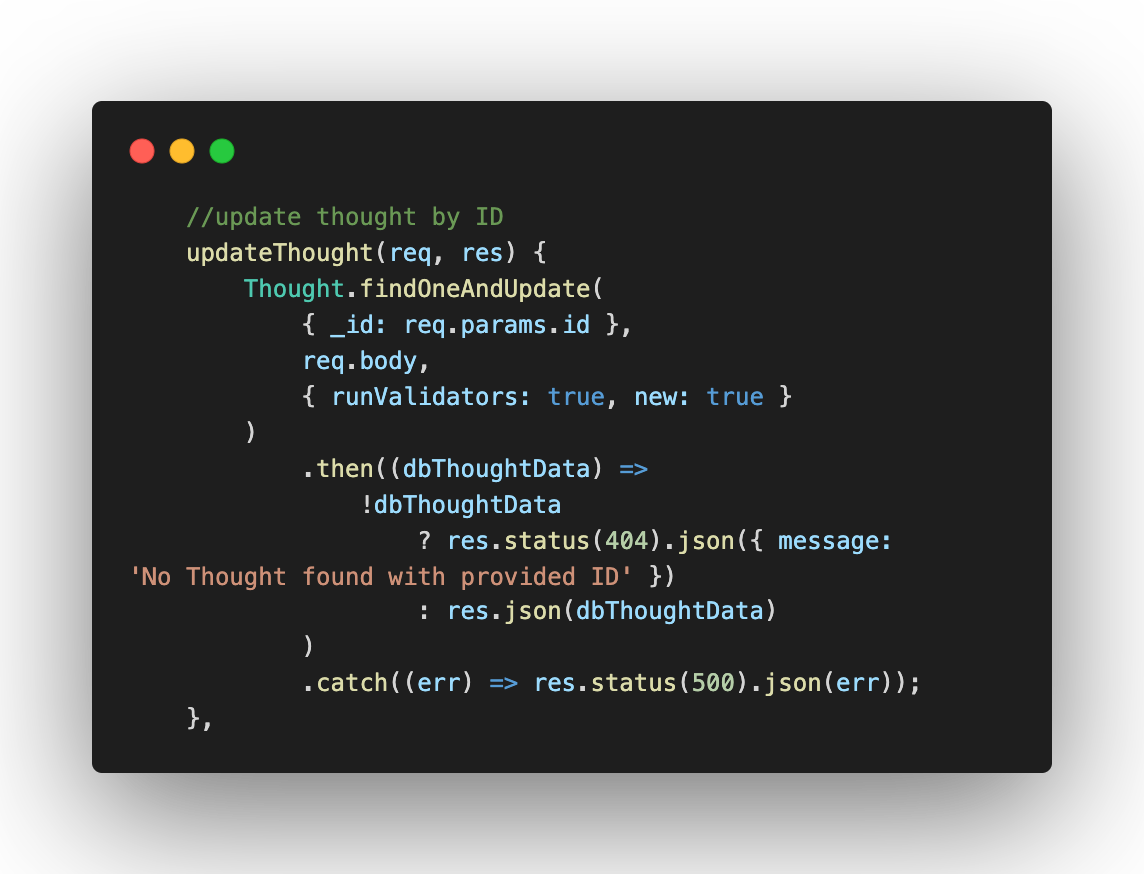 //update thought by ID
updateThought(req, res) {
Thought.findOneAndUpdate(
{ _id: req.params.id },
req.body,
{ runValidators: true, new: true }
)
.then((dbThoughtData) =>
!dbThoughtData
? res.status(404).json({ message:
'No Thought found with provided ID' })
: res.json(dbThoughtData)
)
.catch((err) => res.status(500).json(err));
},